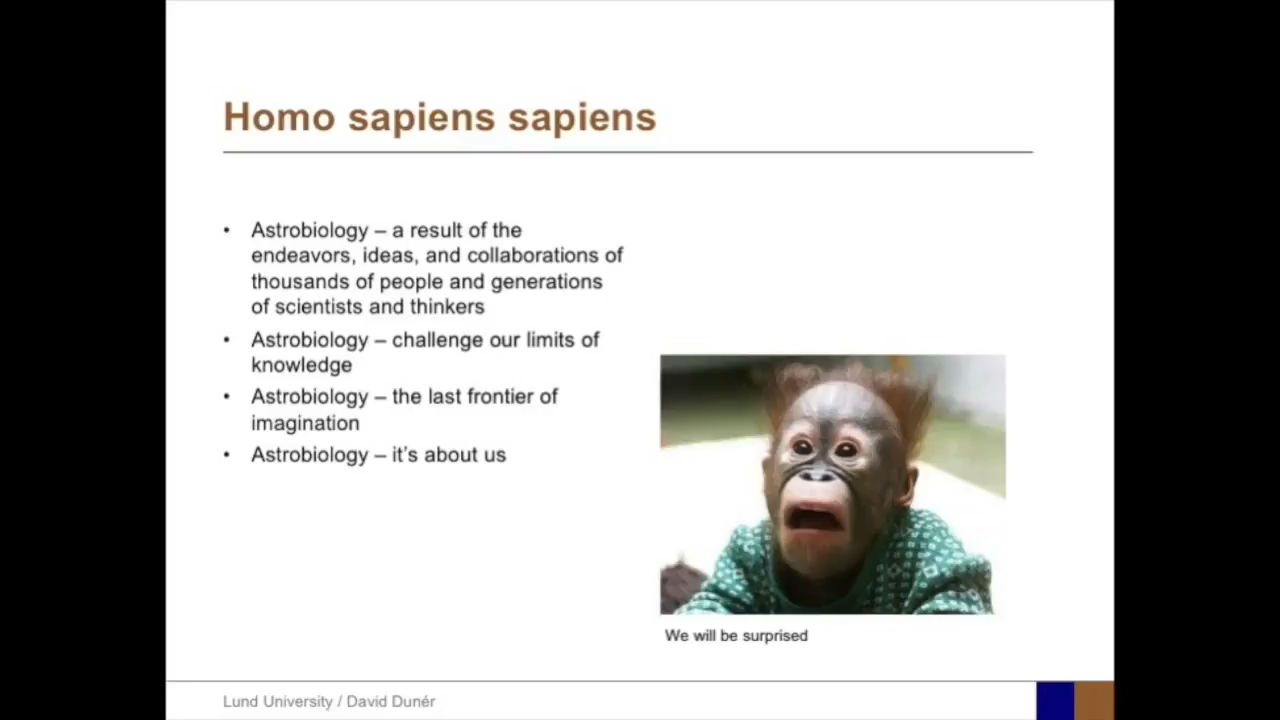 Homo sapiens sapiens
• Astrobiology – a result of the
endeavors, ideas, and collaborations of
thousands of people and generations
of scientists and thinkers
• Astrobiology – challenge our limits of
knowledge
• Astrobiology – the last frontier of
imagination
• Astrobiology – it’s about us
We will be surprised
Lund University / David Dunér